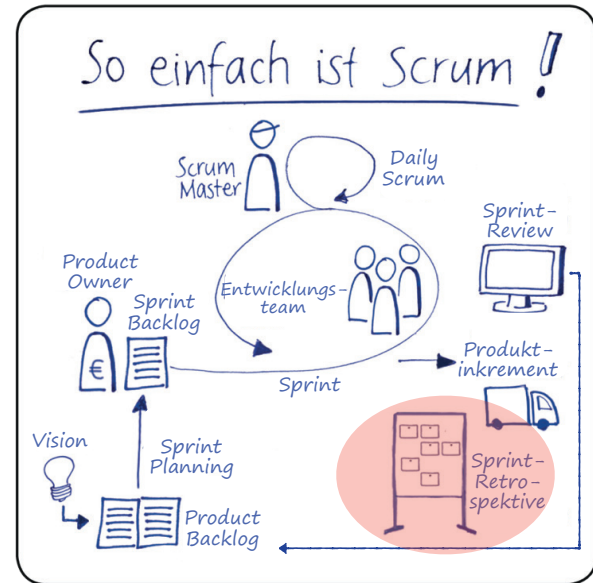 So einfach ist Scrum!
Scrum
Master
Daily
Scrum
Sprint-
Review
Product
Owner
Sprint
Backlog
Entwicklungs-
team
€
Sprint
Produkt-
inkrement
Vision
Sprint
Planning
Sprint-
Retro-
spektive
Product
Backlog